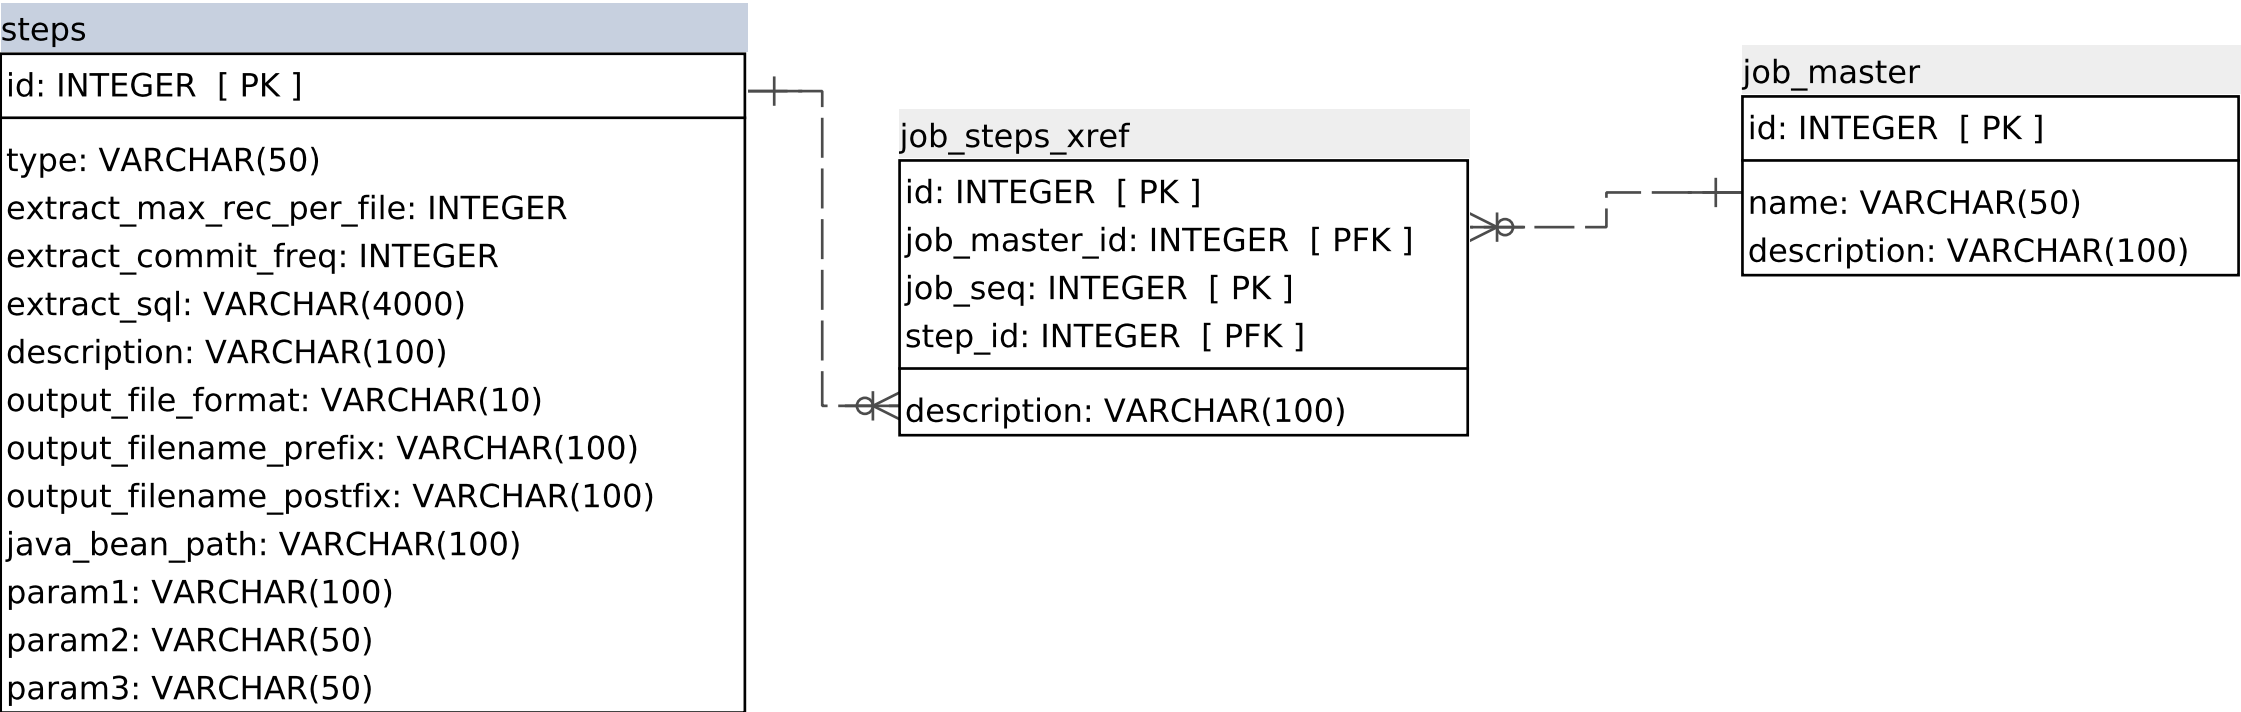 steps
id: INTEGER [ PK ]
type: VARCHAR(50)
extract_max_rec_per_file: INTEGER
extract_commit_freq: INTEGER
extract_sql: VARCHAR(4000)
description: VARCHAR(100)
output_file_format: VARCHAR(10)
output_filename_prefix: VARCHAR(100)
output_filename_postfix: VARCHAR(100)
java_bean_path: VARCHAR(100)
param1: VARCHAR(100)
param2: VARCHAR(50)
param3: VARCHAR(50)
job_steps_xref
id: INTEGER [ PK ]
job_master_id: INTEGER [ PFK ]
job_seq: INTEGER [ PK ]
step_id: INTEGER [ PFK ]
description: VARCHAR(100)
job_master
id: INTEGER [ PK ]
name: VARCHAR(50)
description: VARCHAR(100)